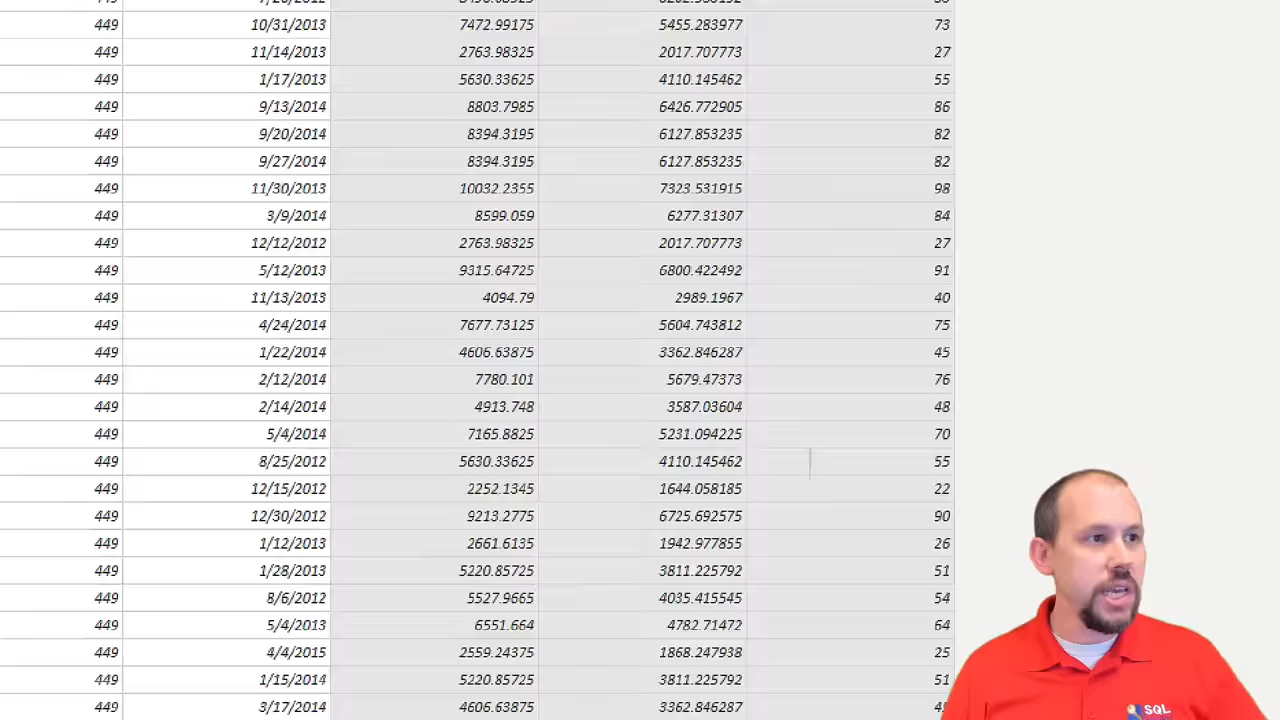 449 10/31/2013 7472.99175 5455.283977 73
449 11/14/2013 2763.98325 2017.707773 27
449 1/17/2013 5630.33625 4110.145462 55
449 9/13/2014 8803.7985 6426.772905 86
449 9/20/2014 8394.3195 6127.853235 82
449 9/27/2014 8394.3195 6127.853235 82
449 11/30/2013 10032.2355 7323.531915 98
449 3/9/2014 8599.059 6277.31307 84
449 12/12/2012 2763.98325 2017.707773 27
449 5/12/2013 9315.64725 6800.422492 91
449 11/13/2013 4094.79 2989.1967 40
449 4/24/2014 7677.73125 5604.743812 75
449 1/22/2014 4606.63875 3362.846287 45
449 2/12/2014 7780.101 5679.47373 76
449 2/14/2014 4913.748 3587.03604 48
449 5/4/2014 7165.8825 5231.094225 70
449 8/25/2012 5630.33625 4110.145462 55
449 12/15/2012 2252.1345 1644.058185 22
449 12/30/2012 9213.2775 6725.692575 90
449 1/12/2013 2661.6135 1942.977855 26
449 1/28/2013 5220.85725 3811.225792 51
449 8/6/2012 5527.9665 4035.415545 54
449 5/4/2013 6551.664 4782.71472 64
449 4/4/2015 2559.24375 1868.247938 25
449 1/15/2014 5220.85725 3811.225792 51
449 3/17/2014 4606.63875 3362.846287
SQL